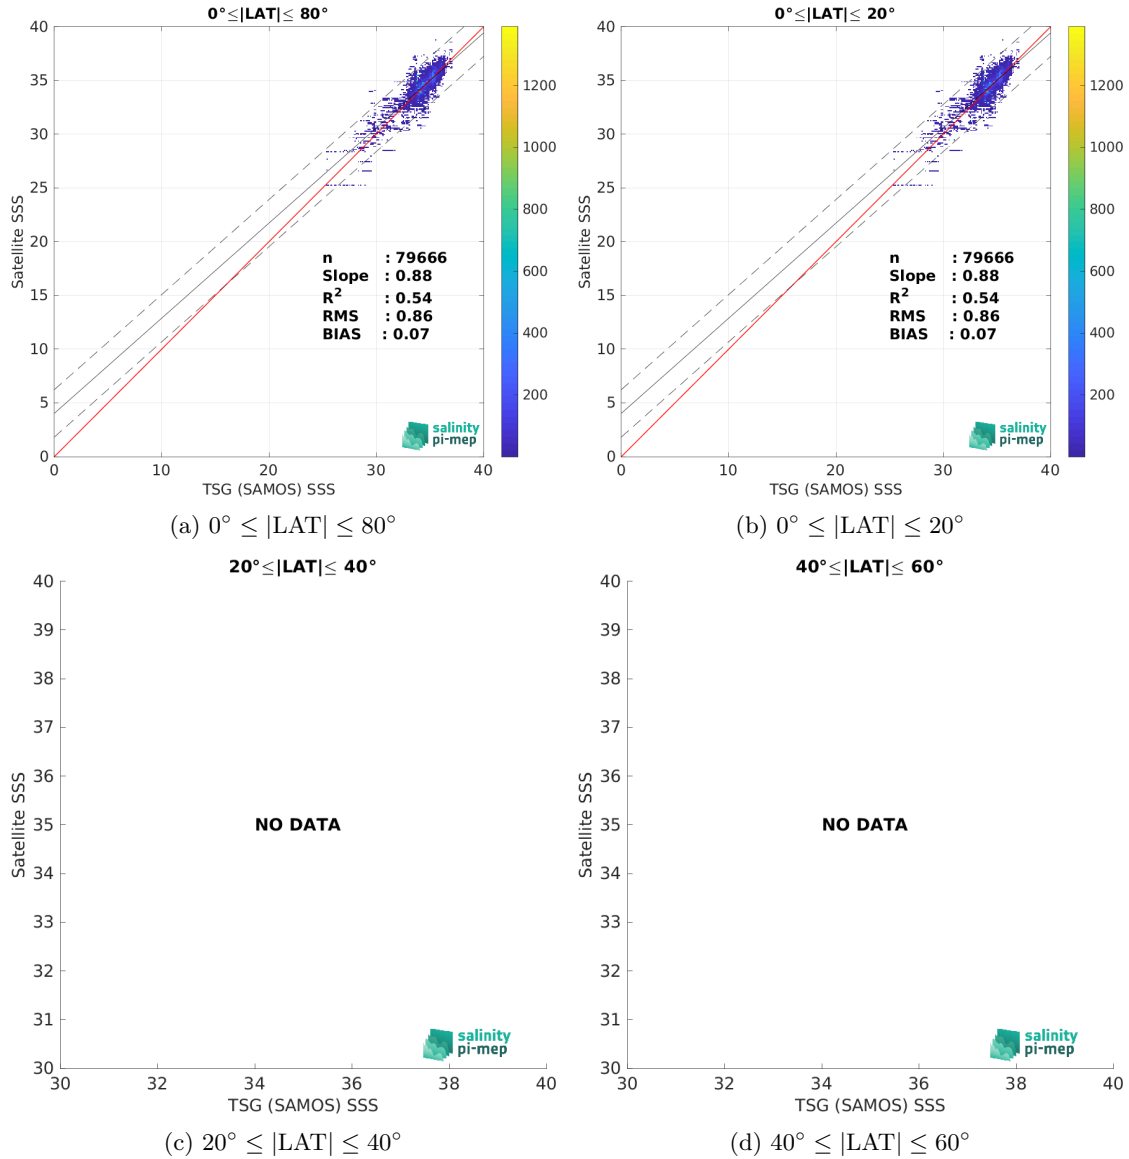 0°≤|LAT|≤ 80°
40
35
30
25
20
15
10
5
0
Satellite SSS
0
10
20
30
40
TSG (SAMOS) SSS
1200
1000
800
600
400
200
n : 79666
Slope : 0.88
R² : 0.54
RMS : 0.86
BIAS : 0.07
salinity
pi-mep
(a) 0° ≤ |LAT| ≤ 80°
0°≤|LAT|≤ 20°
40
35
30
25
20
15
10
5
0
Satellite SSS
0
10
20
30
40
TSG (SAMOS) SSS
1200
1000
800
600
400
200
n : 79666
Slope : 0.88
R² : 0.54
RMS : 0.86
BIAS : 0.07
salinity
pi-mep
(b) 0° ≤ |LAT| ≤ 20°
20°≤|LAT|≤ 40°
40
39
38
37
36
35
34
33
32
31
30
Satellite SSS
NO DATA
salinity
pi-mep
30
32
34
36
38
40
TSG (SAMOS) SSS
(c) 20° ≤ |LAT| ≤ 40°
40°≤|LAT|≤ 60°
40
39
38
37
36
35
34
33
32
31
30
Satellite SSS
NO DATA
salinity
pi-mep
30
32
34
36
38
40
TSG (SAMOS) SSS
(d) 40° ≤ |LAT| ≤ 60°